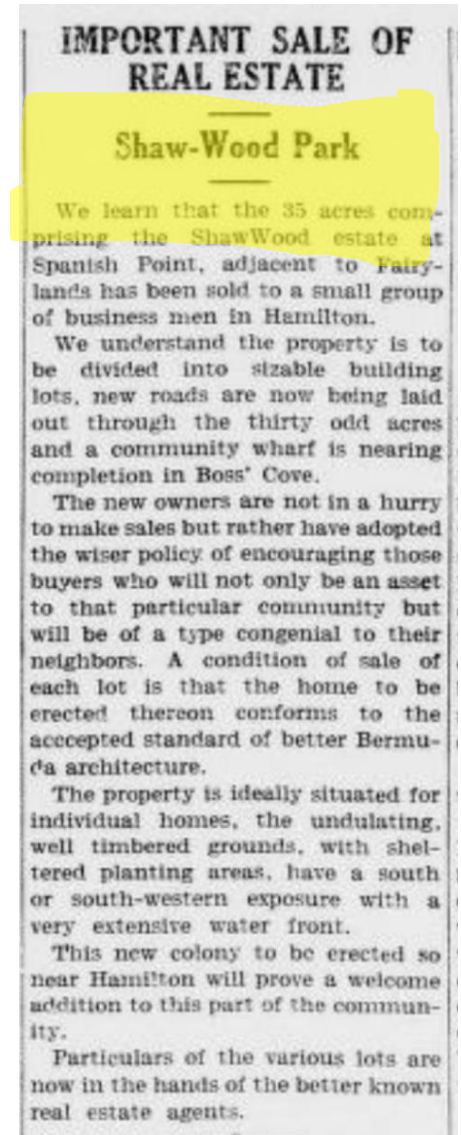 IMPORTANT SALE OF
REAL ESTATE
Shaw-Wood Park
We learn that the 35 acres com-
prising the ShawWood estate at
Spanish Point, adjacent to Fairy-
lands has been sold to a small group
of business men in Hamilton.
We understand the property is to
be divided into sizable building
lots, new roads are now being laid
out through the thirty odd acres
and a community wharf is nearing
completion in Boss' Cove.
The new owners are not in a hurry
to make sales but rather have adopted
the wiser policy of encouraging those
buyers who will not only be an asset
to that particular community but
will be of a type congenial to their
neighbors. A condition of sale of
each lot is that the home to be
erected thereon conforms to the
acccepted standard of better Bermu-
da architecture.
The property is ideally situated for
individual homes, the undulating,
well timbered grounds, with shel-
tered planting areas, have a south
or south-western exposure with a
very extensive water front.
This new colony to be erected so
near Hamilton will prove a welcome
addition to this part of the commun-
ity.
Particulars of the various lots are
now in the hands of the better known
real estate agents.